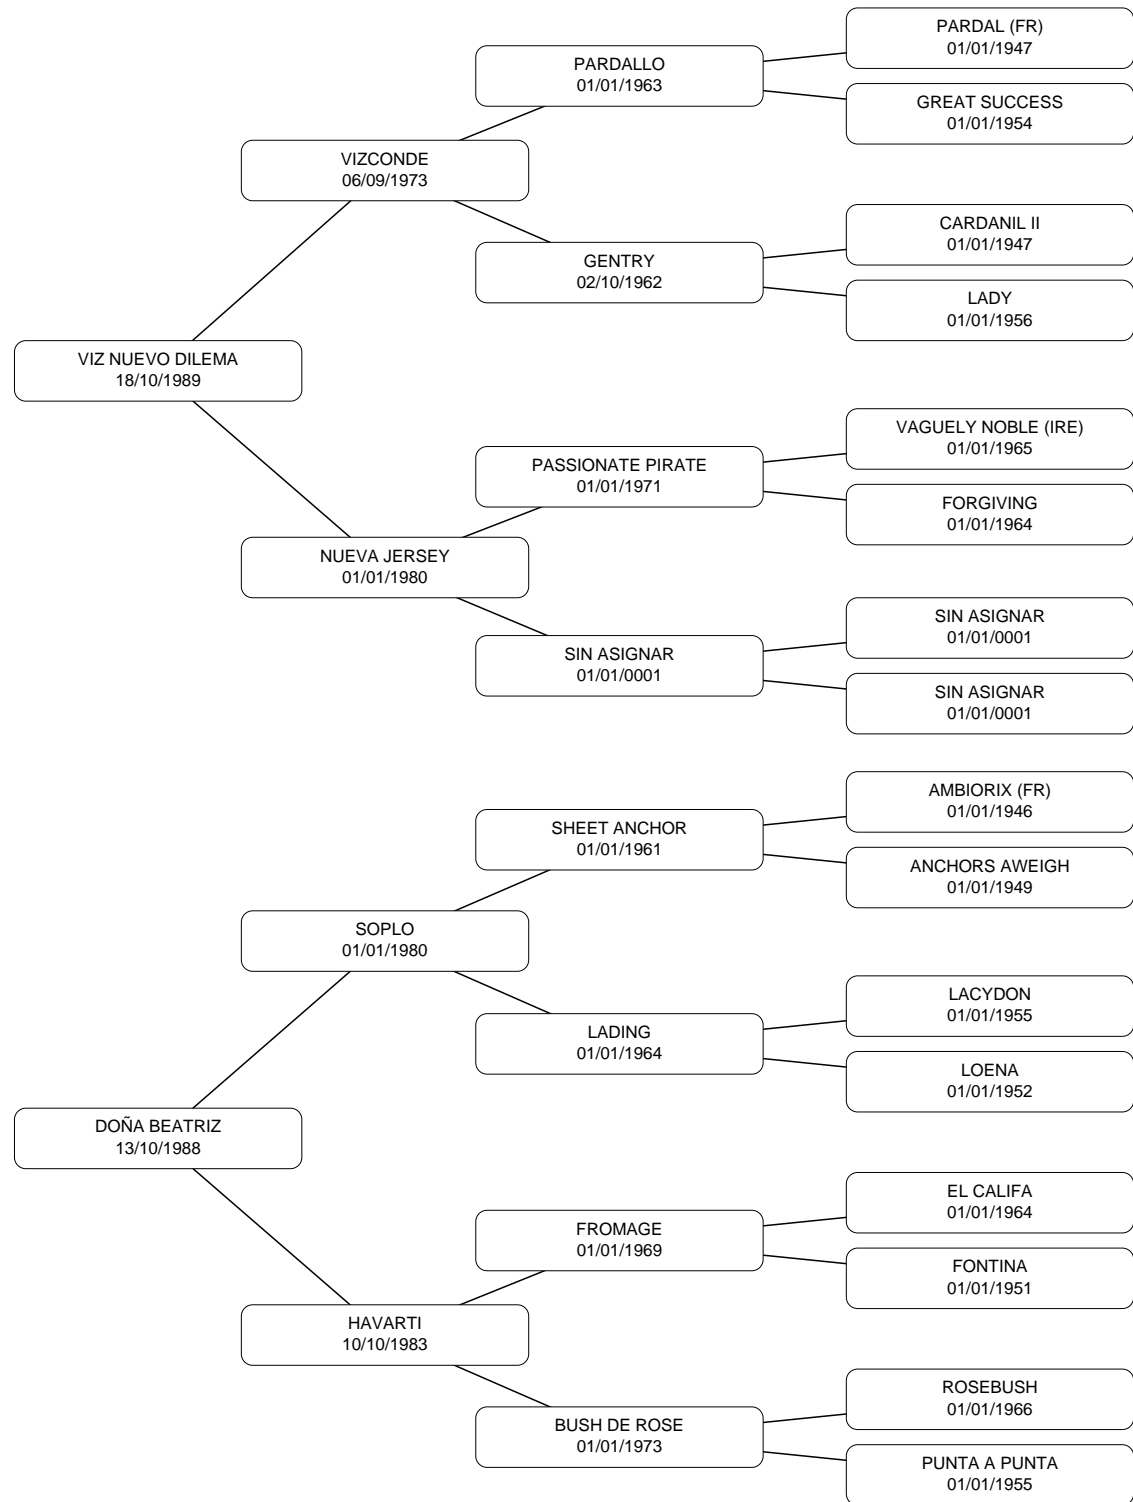 PARDAL (FR)
01/01/1947
PARDALLO
01/01/1963
GREAT SUCCESS
01/01/1954
VIZCONDE
06/09/1973
CARDANIL II
01/01/1947
GENTRY
02/10/1962
LADY
01/01/1956
VIZ NUEVO DILEMA
18/10/1989
VAGUELY NOBLE (IRE)
01/01/1965
PASSIONATE PIRATE
01/01/1971
FORGIVING
01/01/1964
NUEVA JERSEY
01/01/1980
SIN ASIGNAR
01/01/0001
SIN ASIGNAR
01/01/0001
SIN ASIGNAR
01/01/0001
AMBIORIX (FR)
01/01/1946
SHEET ANCHOR
01/01/1961
ANCHORS AWEIGH
01/01/1949
SOPLO
01/01/1980
LACYDON
01/01/1955
LADING
01/01/1964
LOENA
01/01/1952
DOÑA BEATRIZ
13/10/1988
EL CALIFA
01/01/1964
FROMAGE
01/01/1969
FONTINA
01/01/1951
HAVARTI
10/10/1983
ROSEBUSH
01/01/1966
BUSH DE ROSE
01/01/1973
PUNTA A PUNTA
01/01/1955